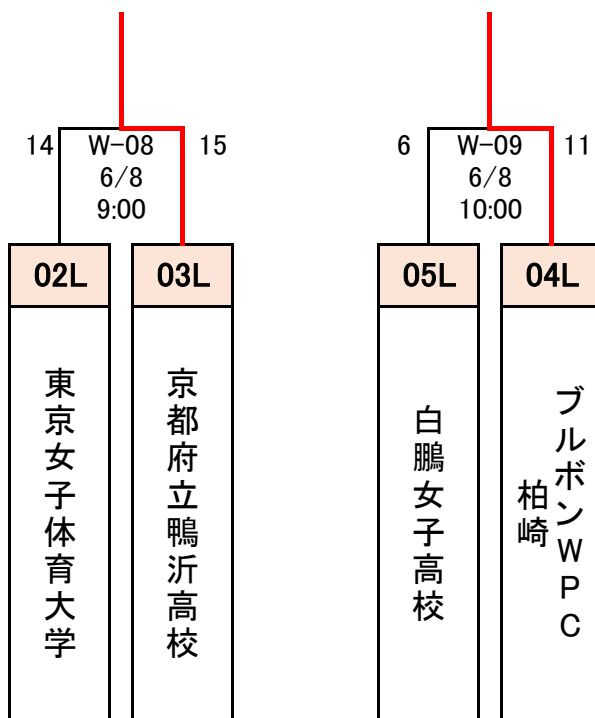 14
W-08
6/8
9:00
15
6
W-09
6/8
10:00
11
02L
03L
05L
04L
東京女子体育大学
京都府立鴨沂高校
白鵬女子高校
ブルボンWPC
柏崎